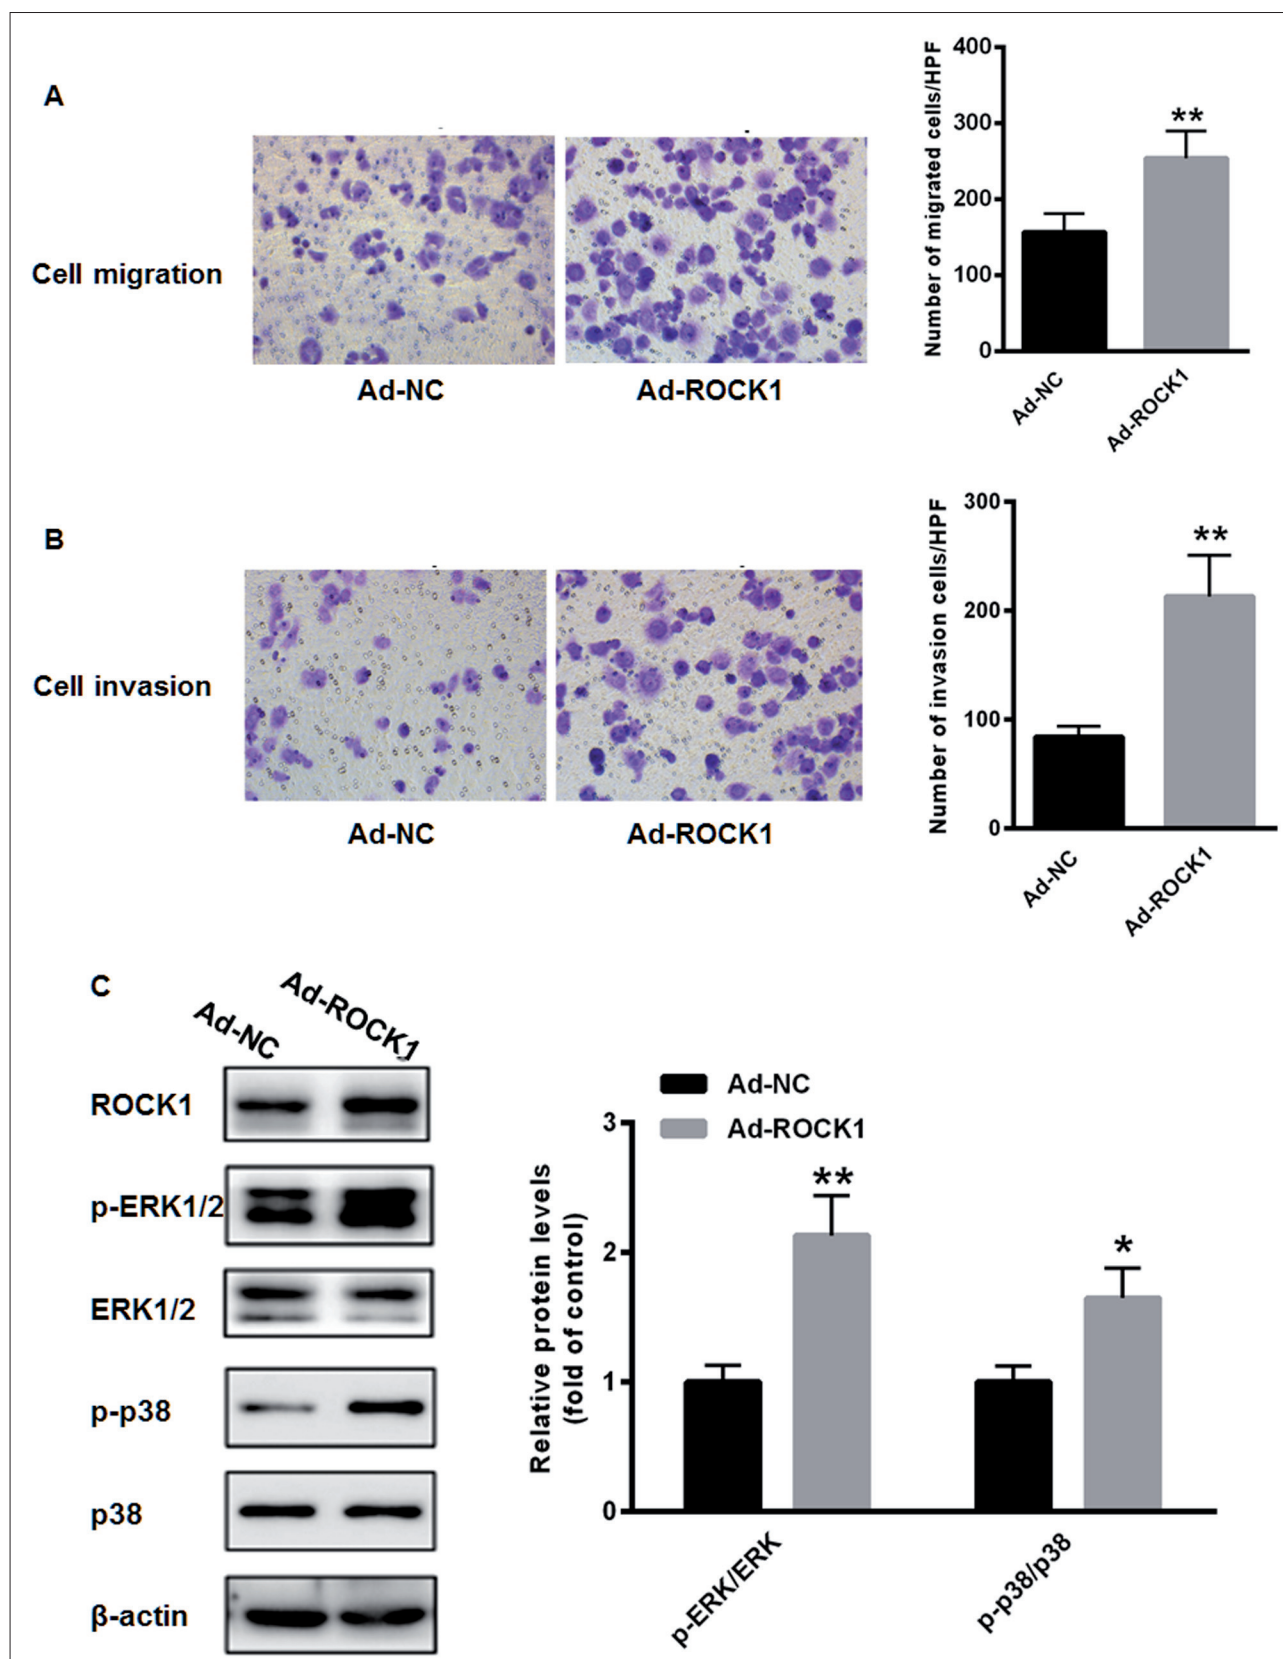 A
Cell migration
Ad-NC
Ad-ROCK1
Number of migrated cells/HPF
400
300
200
100
0
**
Ad-NC
Ad-ROCK1
B
Cell invasion
Ad-NC
Ad-ROCK1
Number of invasion cells/HPF
300
200
100
0
**
Ad-NC
Ad-ROCK1
C
Ad-NC
Ad-ROCK1
ROCK1
p-ERK1/2
ERK1/2
p-p38
p38
β-actin
Ad-NC
Ad-ROCK1
Relative protein levels
(fold of control)
3
2
1
0
**
*
p-ERK/ERK
p-p38/p38